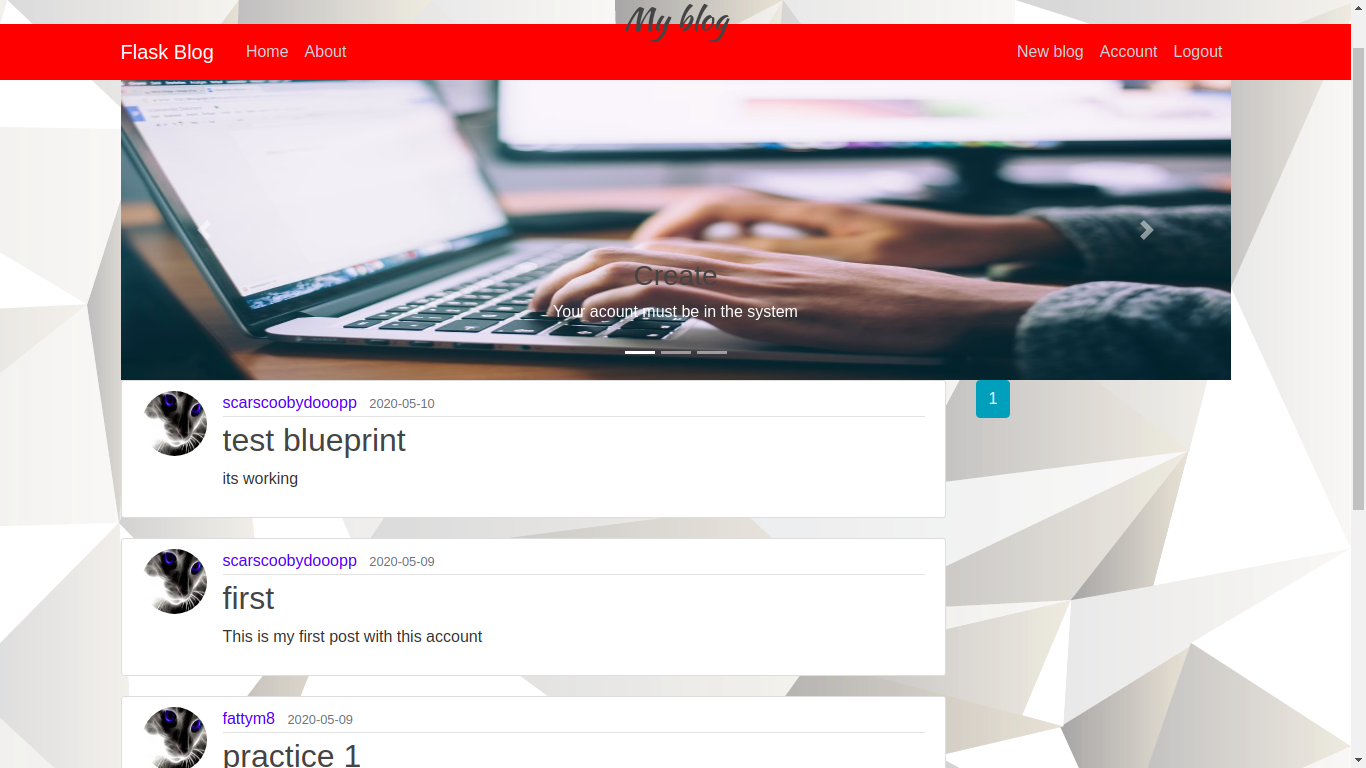 My blog
Flask Blog Home About New blog Account Logout
Create
Your acount must be in the system
1
scarscoobydooopp 2020-05-10
test blueprint
its working
scarscoobydooopp 2020-05-09
first
This is my first post with this account
fattym8 2020-05-09
practice 1